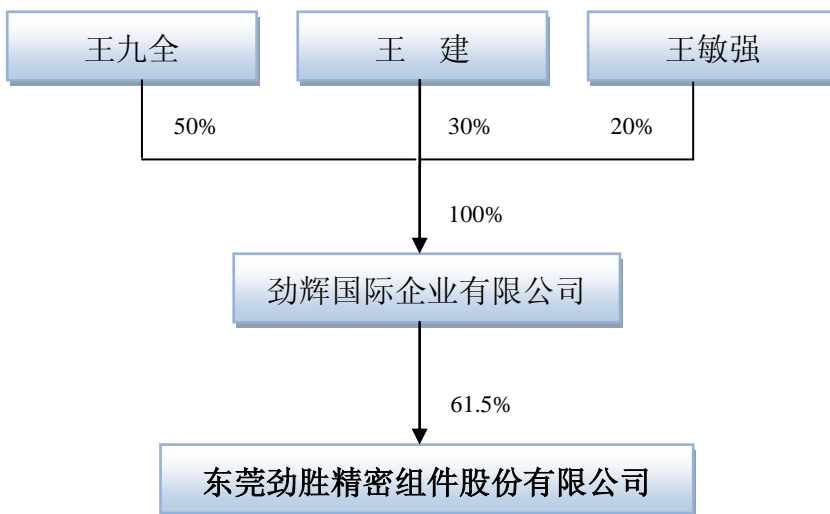 王九全
王 建
王敏强
50%
30%
20%
100%
劲辉国际企业有限公司
61.5%
东莞劲胜精密组件股份有限公司